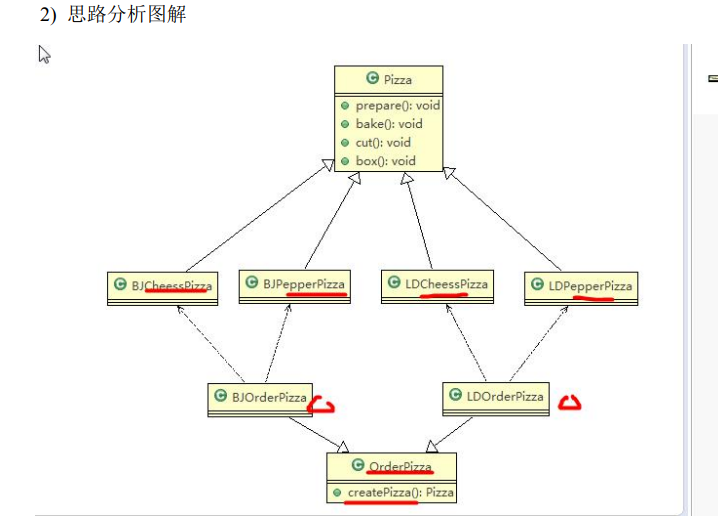 2) 思路分析图解
C Pizza
prepare(): void
bake(): void
cut(): void
box(): void
C BJCheessPizza
C BJPepperPizza
C LDCheessPizza
C LDPepperPizza
C BJOrderPizza
C LDOrderPizza
C OrderPizza
createPizza(): Pizza